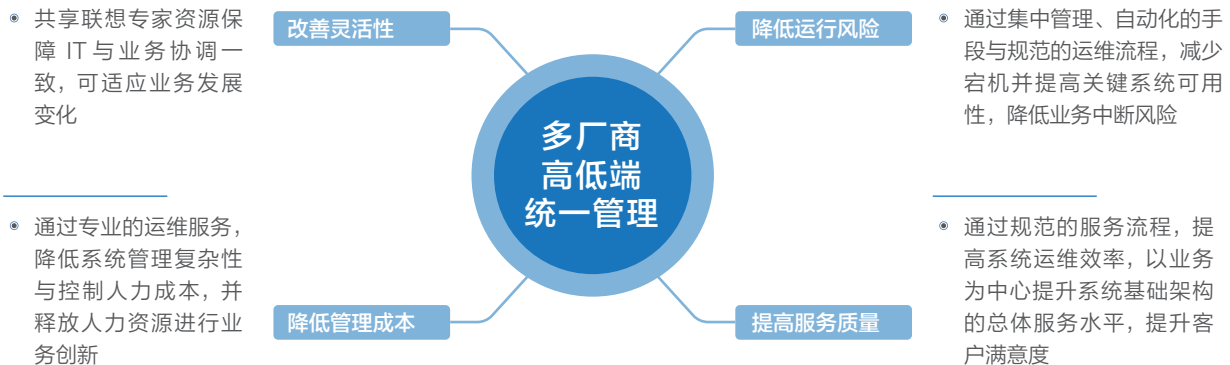 共享联想专家资源保
障 IT 与业务协调一
致，可适应业务发展
变化
改善灵活性
降低运行风险
通过集中管理、自动化的手
段与规范的运维流程，减少
宕机并提高关键系统可用
性，降低业务中断风险
多厂商
高低端
统一管理
通过专业的运维服务，
降低系统管理复杂性
与控制人力成本，并
释放人力资源进行业
务创新
降低管理成本
提高服务质量
通过规范的服务流程，提
高系统运维效率，以业务
为中心提升系统基础架构
的总体服务水平，提升客
户满意度